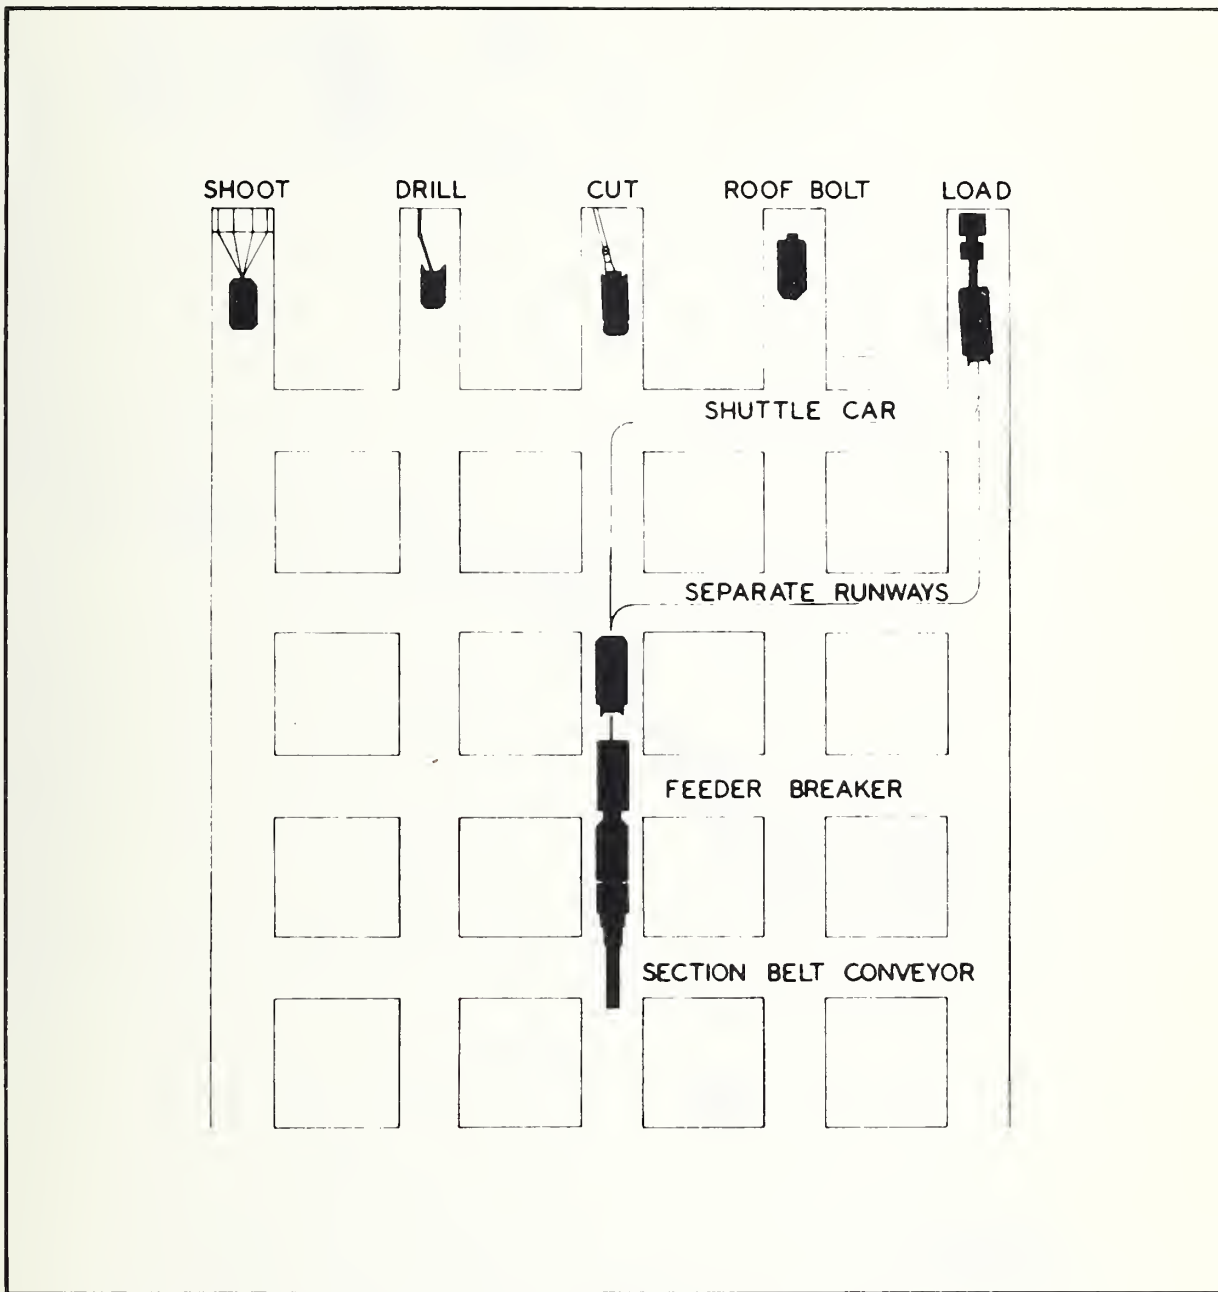 SHOOT
DRILL
CUT
ROOF BOLT
LOAD
SHUTTLE CAR
SEPARATE RUNWAYS
FEEDER BREAKER
SECTION BELT CONVEYOR